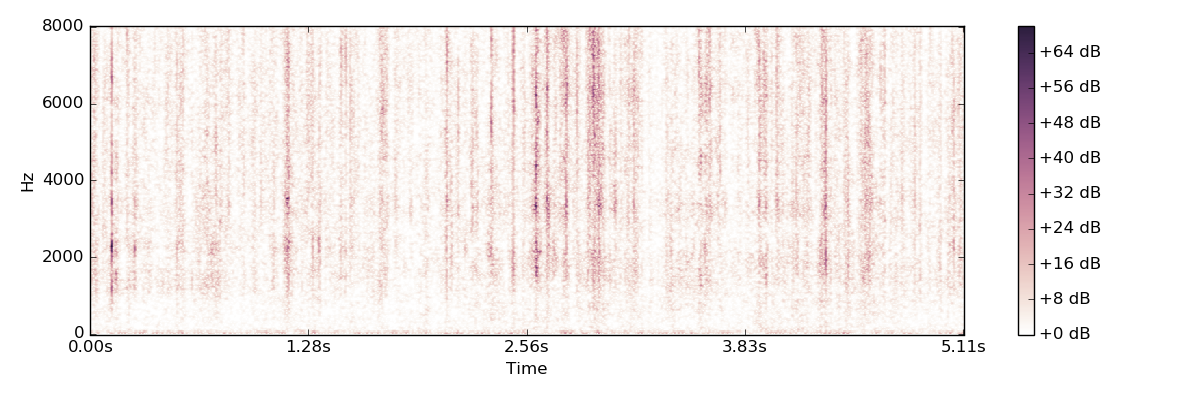 8000
6000
4000
2000
0
Hz
0.00s 1.28s 2.56s 3.83s 5.11s
Time
+64 dB
+56 dB
+48 dB
+40 dB
+32 dB
+24 dB
+16 dB
+8 dB
+0 dB